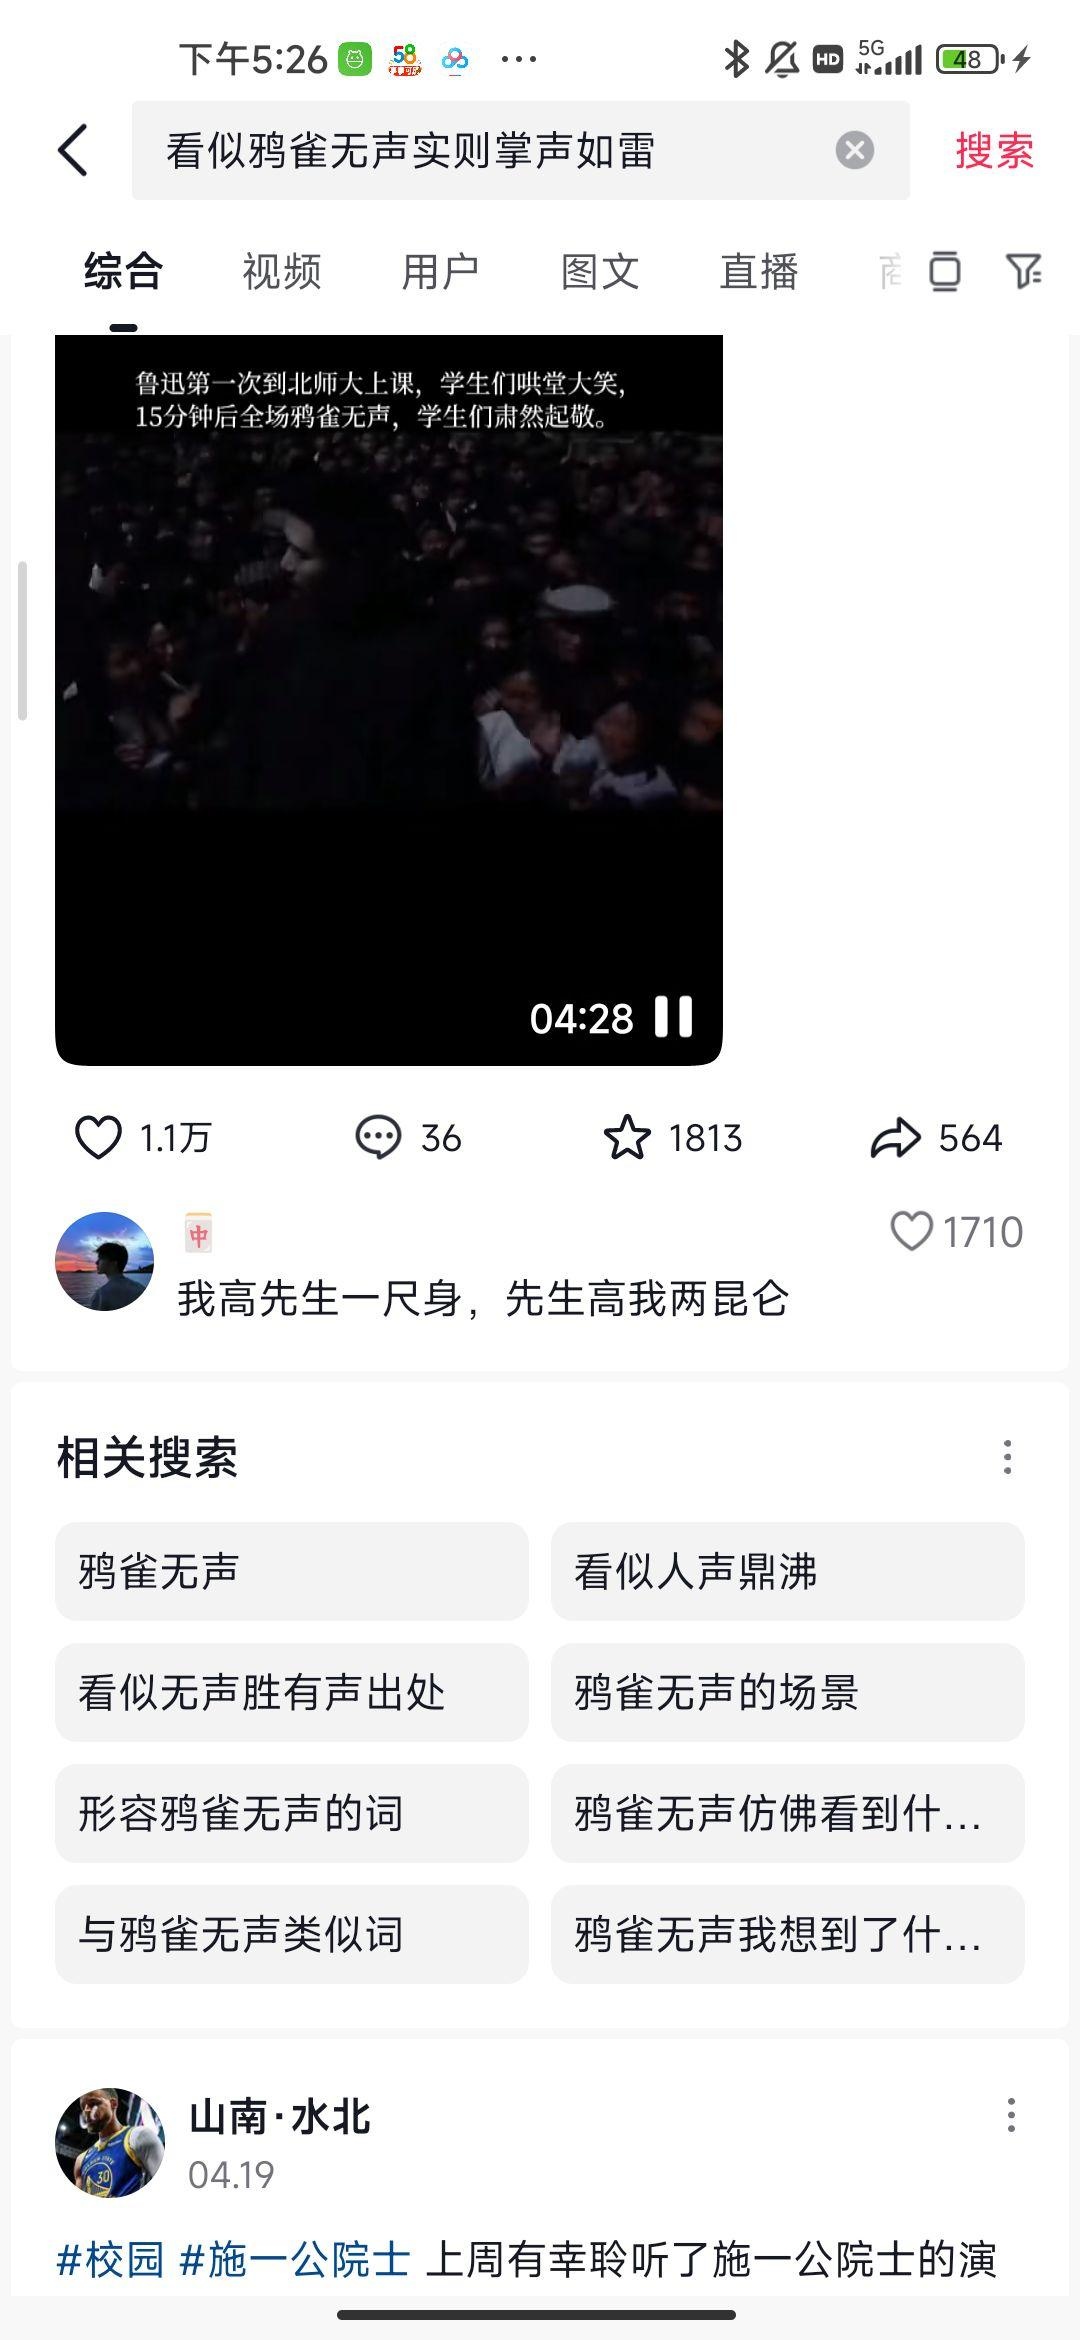 下午5:26
58
HD
5G
48
看似鸦雀无声实则掌声如雷
搜索
综合
视频
用户
图文
直播
鲁迅第一次到北师大上课，学生们哄堂大笑，
15分钟后全场鸦雀无声，学生们肃然起敬。
04:28
1.1万
36
1813
564
中
1710
我高先生一尺身，先生高我两昆仑
相关搜索
鸦雀无声
看似人声鼎沸
看似无声胜有声出处
鸦雀无声的场景
形容鸦雀无声的词
鸦雀无声仿佛看到什...
与鸦雀无声类似词
鸦雀无声我想到了什...
山南·水北
30
04.19
#校园 #施一公院士 上周有幸聆听了施一公院士的演